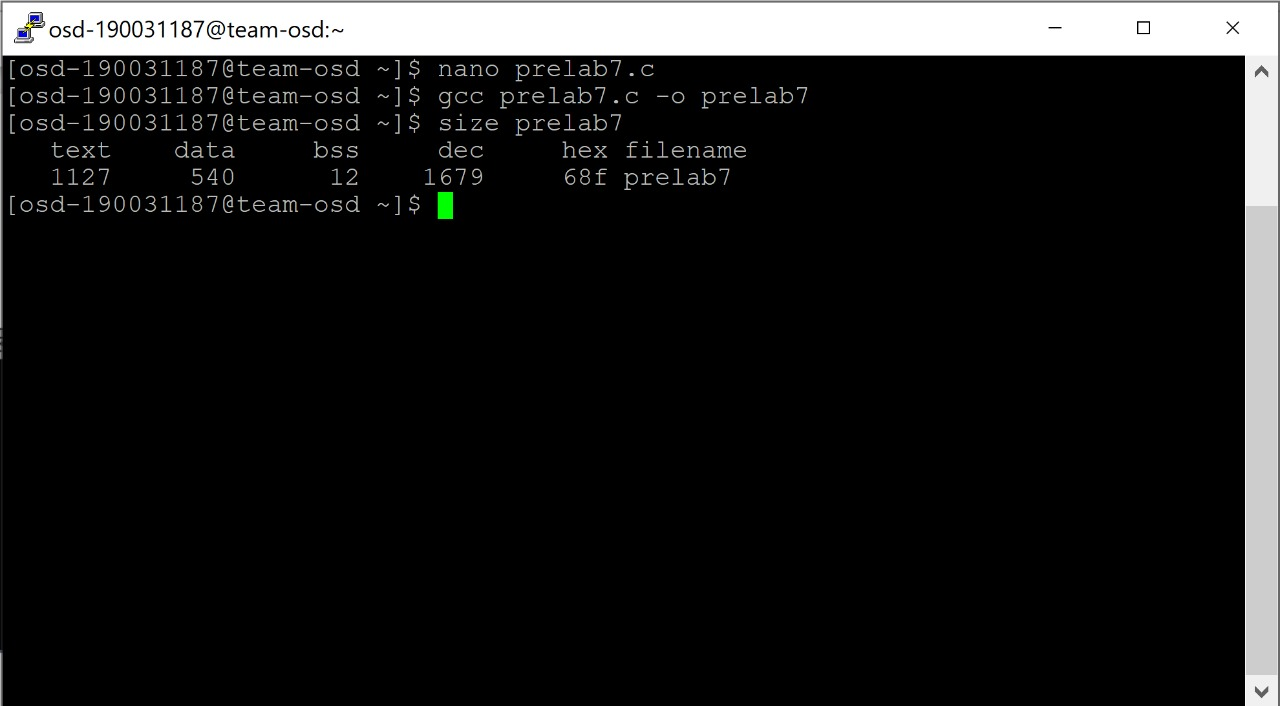 osd-190031187@team-osd:~
[osd-190031187@team-osd ~]$ nano prelab7.c
[osd-190031187@team-osd ~]$ gcc prelab7.c -o prelab7
[osd-190031187@team-osd ~]$ size prelab7
   text    data     bss     dec     hex filename
   1127     540      12    1679     68f prelab7
[osd-190031187@team-osd ~]$